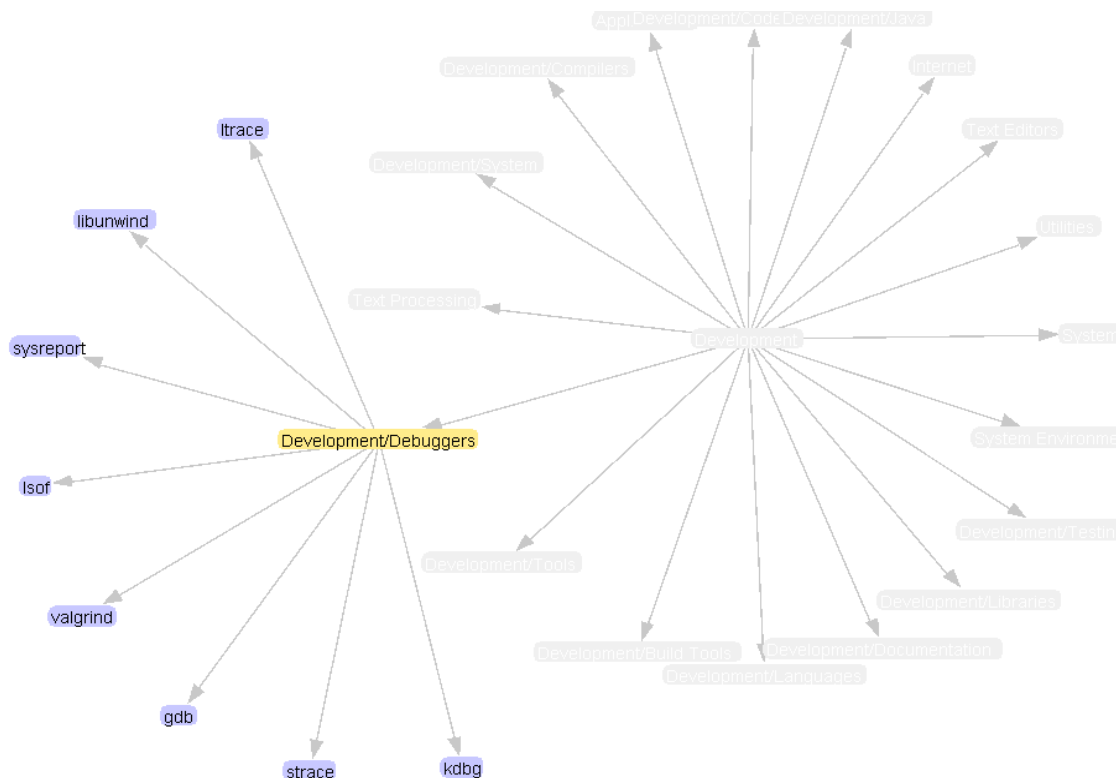 Appl
Development/Code
Development/Java
Development/Compilers
Internet
ltrace
Text Editors
Development/System
libunwind
Utilities
Text Processing
Development
System
sysreport
Development/Debuggers
System Environme
lsof
Development/Testing
Development/Tools
Development/Libraries
valgrind
Development/Build Tools
Development/Documentation
Development/Languages
gdb
strace
kdbg